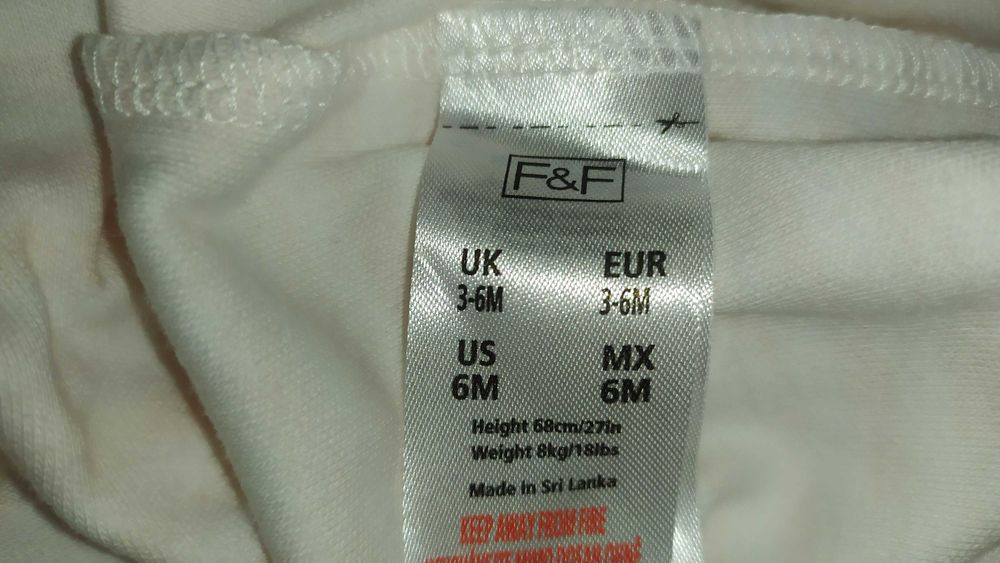 F&F
UK EUR
3-6M 3-6M
US MX
6M 6M
Height 68cm/27in
Weight 8kg/18lbs
Made in Sri Lanka
KEEP AWAY FROM FIRE